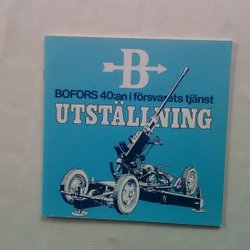 B
BOFORS 40:an i försvarets tjänst
UTSTÄLLNING